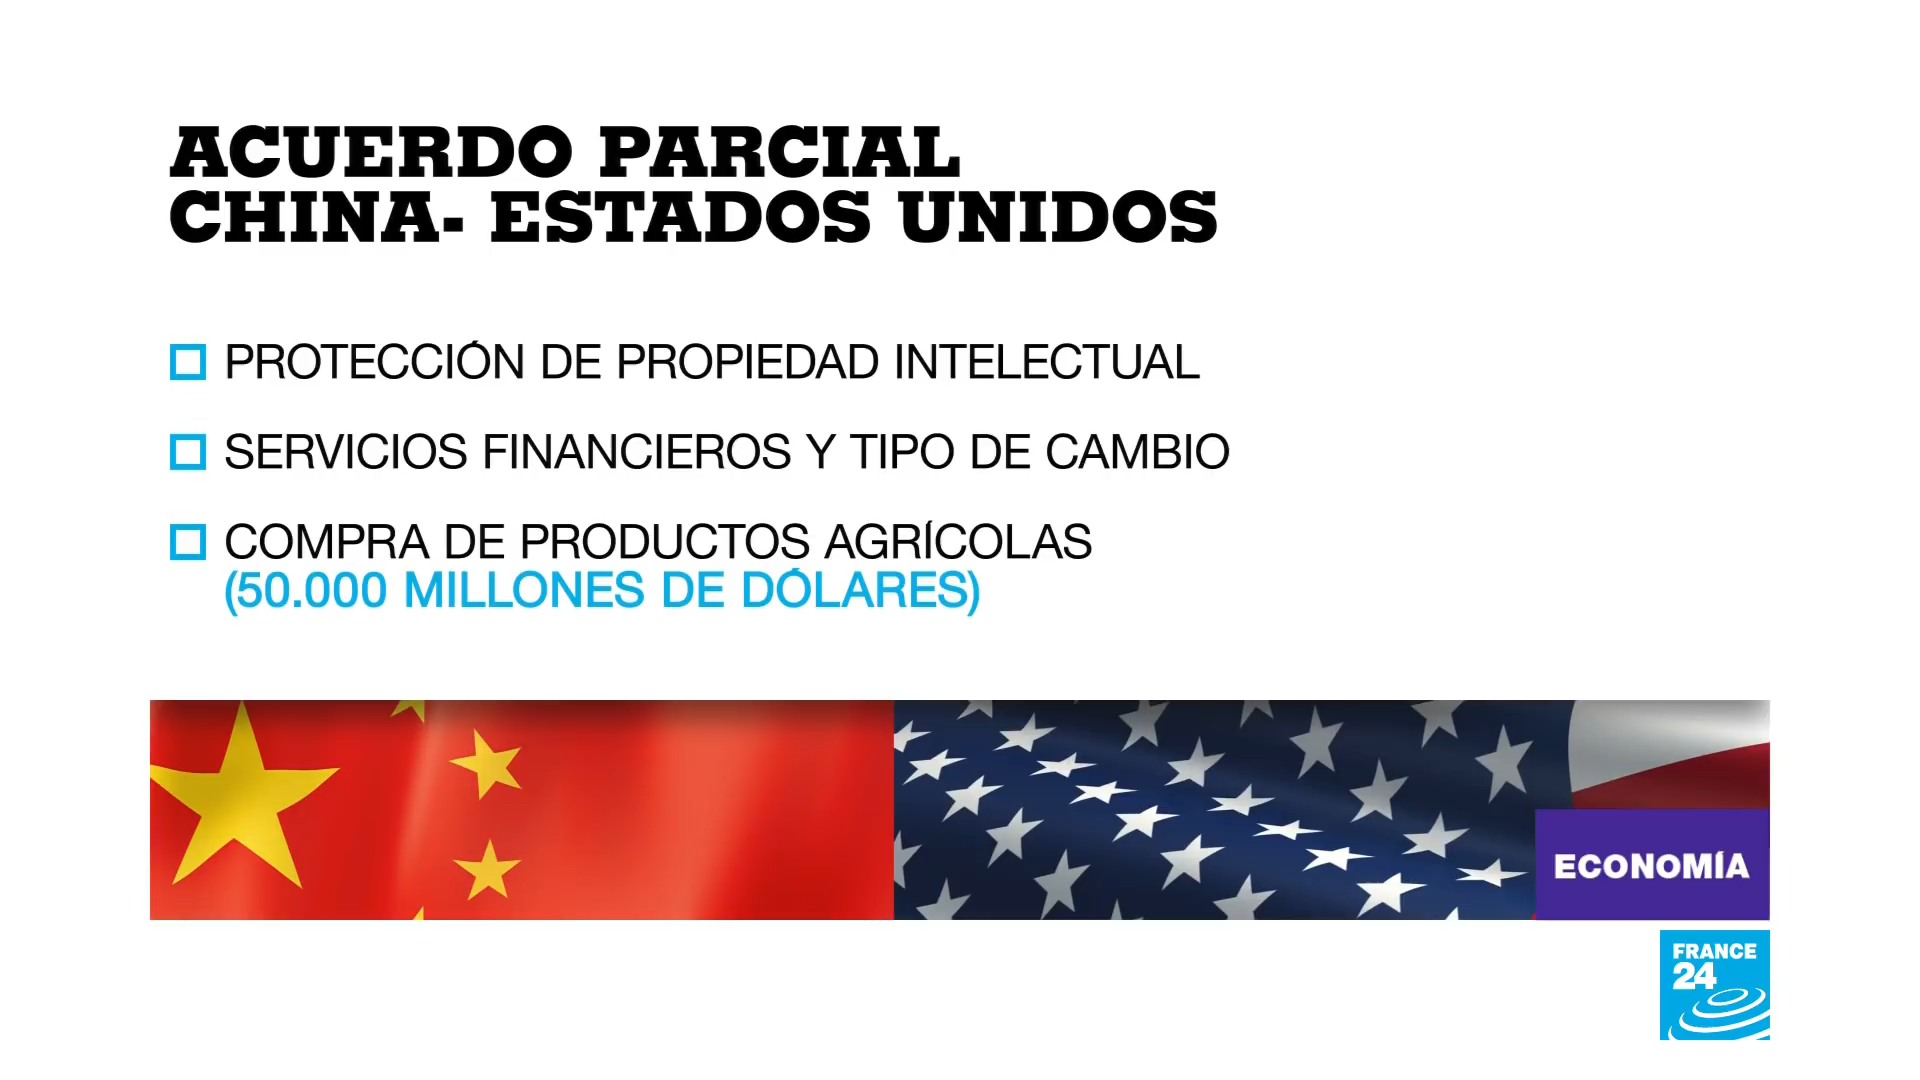 ACUERDO PARCIAL
CHINA- ESTADOS UNIDOS
PROTECCIÓN DE PROPIEDAD INTELECTUAL
SERVICIOS FINANCIEROS Y TIPO DE CAMBIO
COMPRA DE PRODUCTOS AGRÍCOLAS
(50.000 MILLONES DE DÓLARES)
ECONOMÍA
FRANCE
24